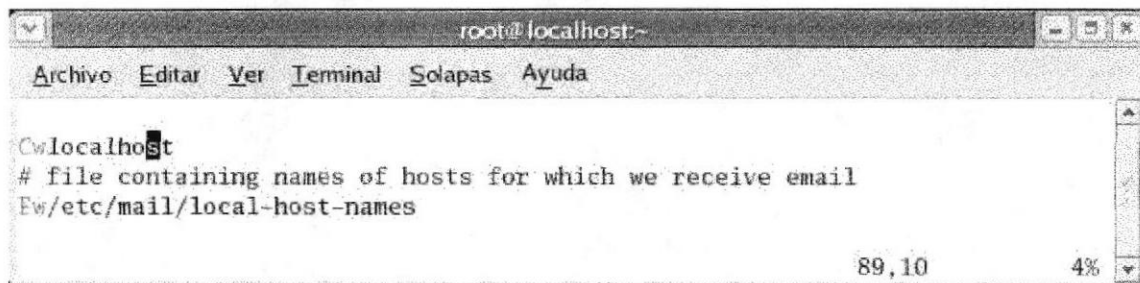 root@localhost:~
Archivo Editar Ver Terminal Solapas Ayuda
Cwlocalhost
# file containing names of hosts for which we receive email
Fw/etc/mail/local-host-names
89,10 4%